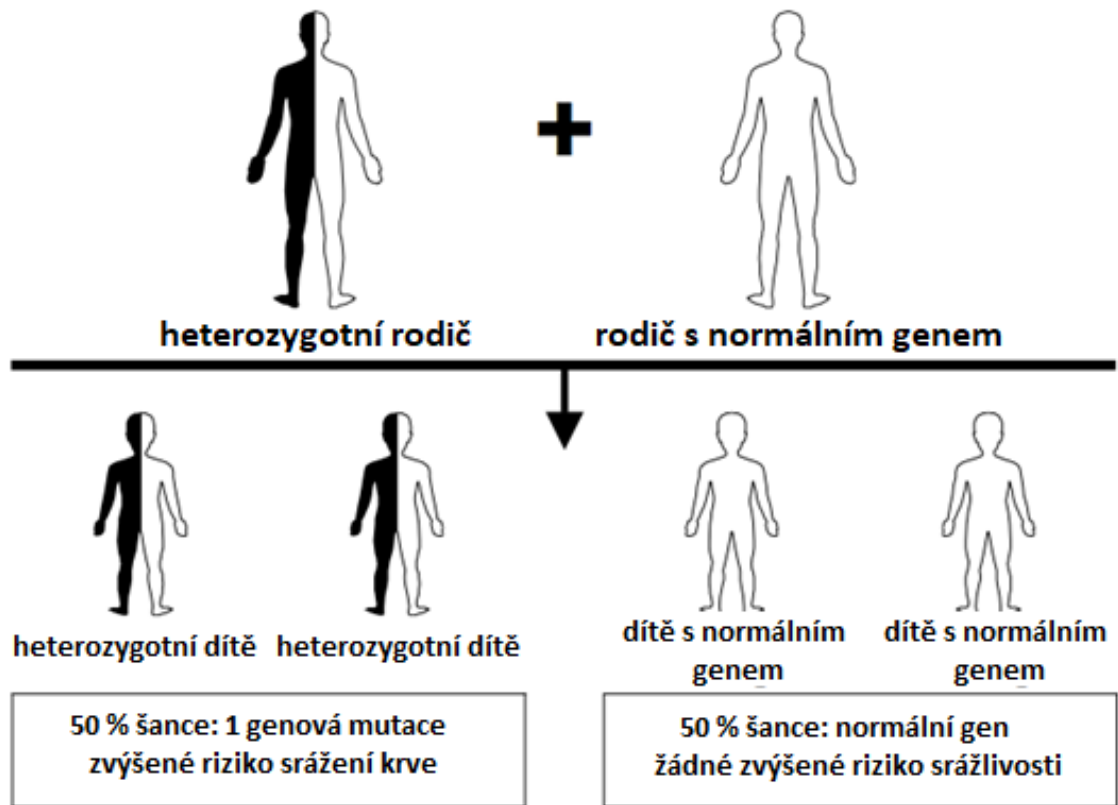 heterozygotní rodič
rodič s normálním genem
heterozygotní dítě
heterozygotní dítě
dítě s normálním
genem
dítě s normálním
genem
50 % šance: 1 genová mutace
zvýšené riziko srážení krve
50 % šance: normální gen
žádné zvýšené riziko srážlivosti